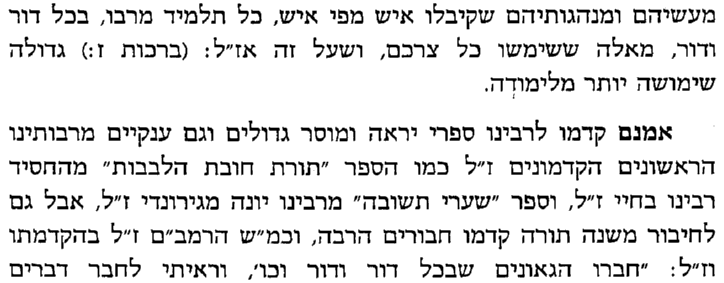 מעשיהם ומנהגותיהם שקיבלו איש מפי איש, כל תלמיד מרבו, בכל דור
ודור, מאלה ששימשו כל צרכם, ושעל זה אז״ל: (ברכות ז:) גדולה
שימושה יותר מלימודה.
אמנם קדמו לרבינו ספרי יראה ומוסר גדולים וגם ענקיים מרבותינו
הראשונים הקדמונים ז״ל כמו הספר ״תורת חובת הלבבות״ מהחסיד
רבינו בחיי ז״ל, וספר ״שערי תשובה״ מרבינו יונה מגירונדי ז״ל, אבל גם
לחיבור משנה תורה קדמו חבורים הרבה, וכמ״ש הרמב״ם ז״ל בהקדמתו
וז״ל: ״חברו הגאונים שבכל דור ודור וכו׳, וראיתי לחבר דברים